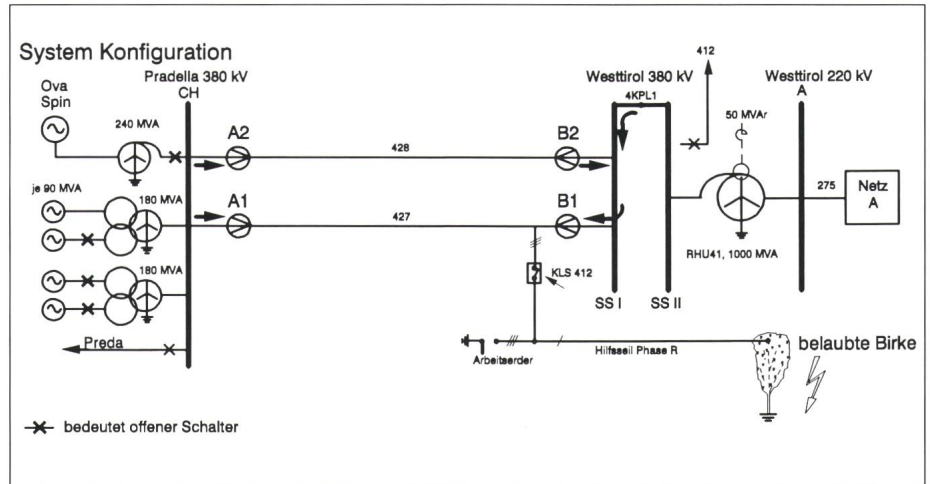 System Konfiguration
Ova
Spin
Pradella 380 kV
CH
Westtirol 380 kV
412
Westtirol 220 kV
A
4KPL1
50 MVAr
240 MVA
A2
B2
428
je 90 MVA
180 MVA
A1
B1
427
275
Netz
A
RHU41, 1000 MVA
180 MVA
KLS 412
SS I
SS II
Preda
Arbeitserder
Hilfsseil Phase R
belaubte Birke
bedeutet offener Schalter